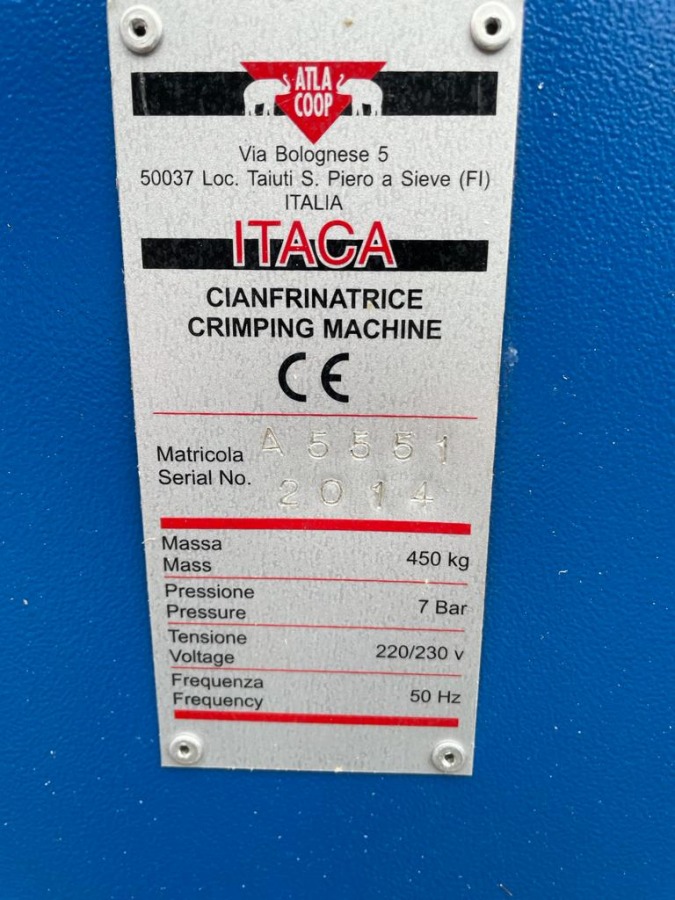 ATLA
COOP
Via Bolognese 5
50037 Loc. Taiuti S. Piero a Sieve (FI)
ITALIA
ITACA
CIANFRINATRICE
CRIMPING MACHINE
CE
Matricola A5551
Serial No. 2014
Massa
Mass 450 kg
Pressione
Pressure 7 Bar
Tensione
Voltage 220/230 v
Frequenza
Frequency 50 Hz